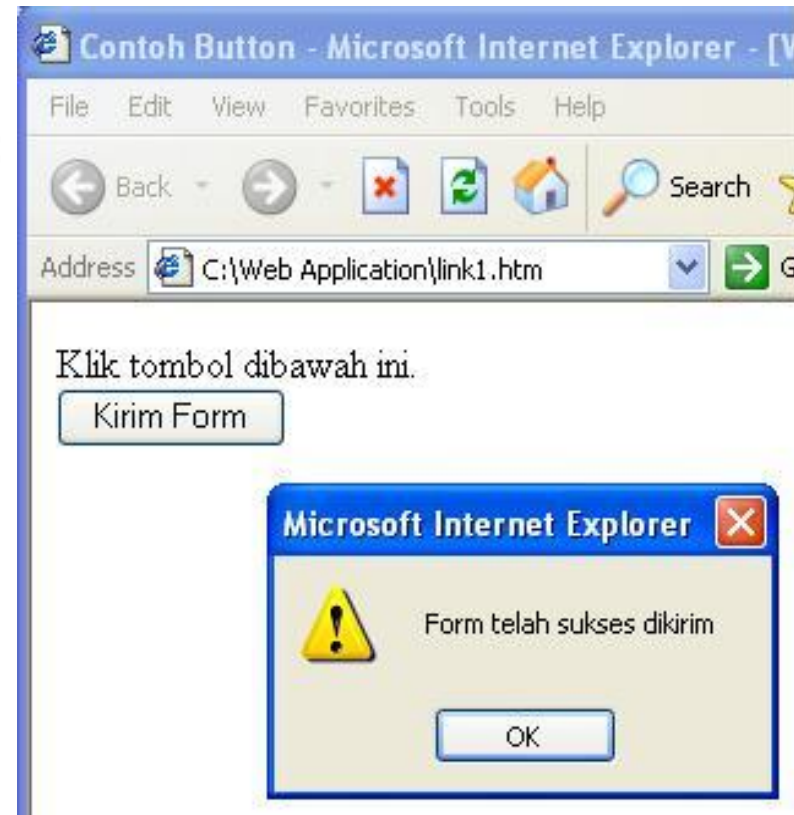 Contoh Button - Microsoft Internet Explorer - [
File Edit View Favorites Tools Help
Back Search
Address C:\Web Application\link1.htm
Klik tombol dibawah ini.
Kirim Form
Microsoft Internet Explorer
Form telah sukses dikirim
OK